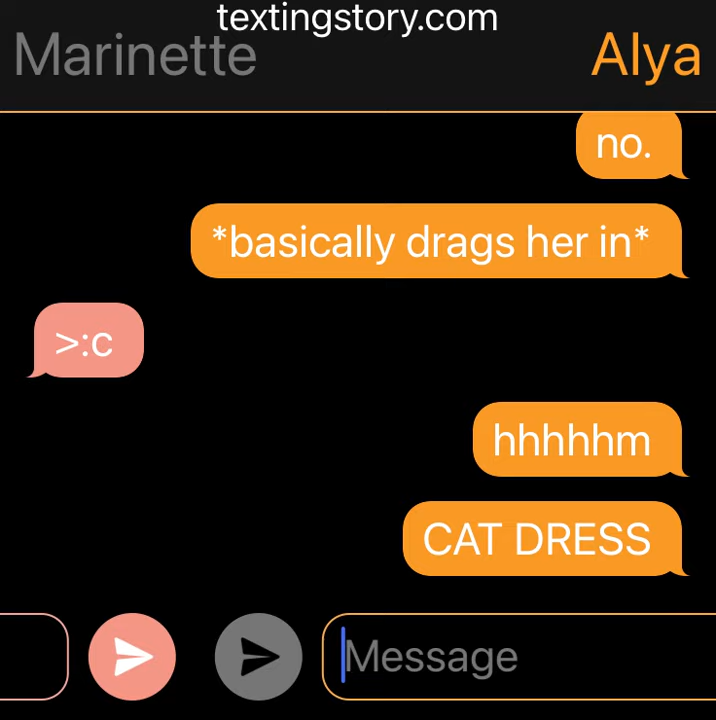 textingstory.com
Marinette
Alya
no.
*basically drags her in*
>:c
hhhhhm
CAT DRESS
Message